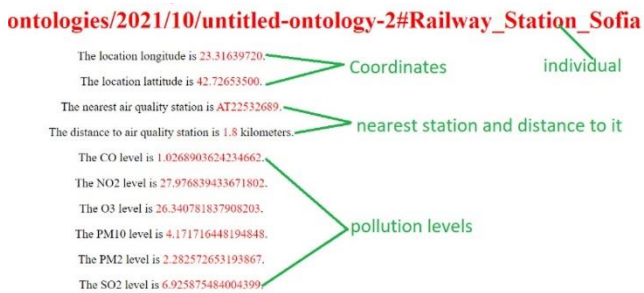 ontologies/2021/10/untitled-ontology-2#Railway_Station_Sofia
The location longitude is 23.31639720.
The location lattitude is 42.72653500.
Coordinates
individual
The nearest air quality station is AT22532689.
The distance to air quality station is 1.8 kilometers.
nearest station and distance to it
The CO level is 1.0268903624234662.
The NO2 level is 27.976839433671802.
The O3 level is 26.340781837908203.
The PM10 level is 4.171716448194848.
The PM2 level is 2.282572653193867.
The SO2 level is 6.925875484004399.
pollution levels